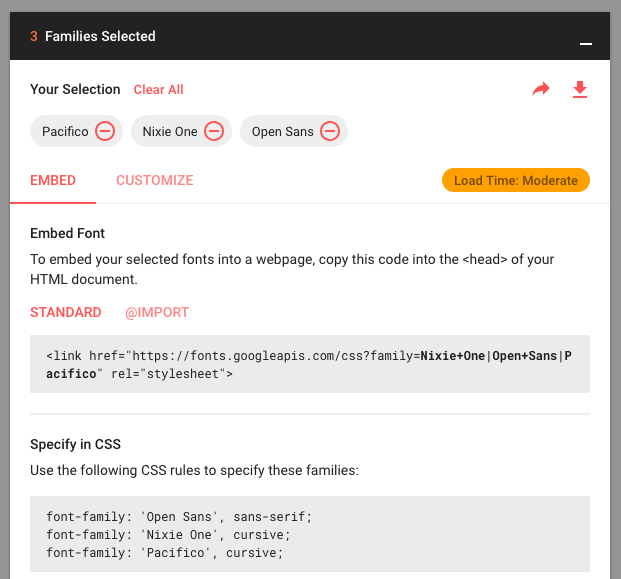 3 Families Selected
Your Selection Clear All
Pacifico Nixie One Open Sans
EMBED CUSTOMIZE Load Time: Moderate
Embed Font
To embed your selected fonts into a webpage, copy this code into the <head> of your
HTML document.
STANDARD @IMPORT
<link href="https://fonts.googleapis.com/css?family=Nixie+One|Open+Sans|P
acifico" rel="stylesheet">
Specify in CSS
Use the following CSS rules to specify these families:
font-family: 'Open Sans', sans-serif;
font-family: 'Nixie One', cursive;
font-family: 'Pacifico', cursive;